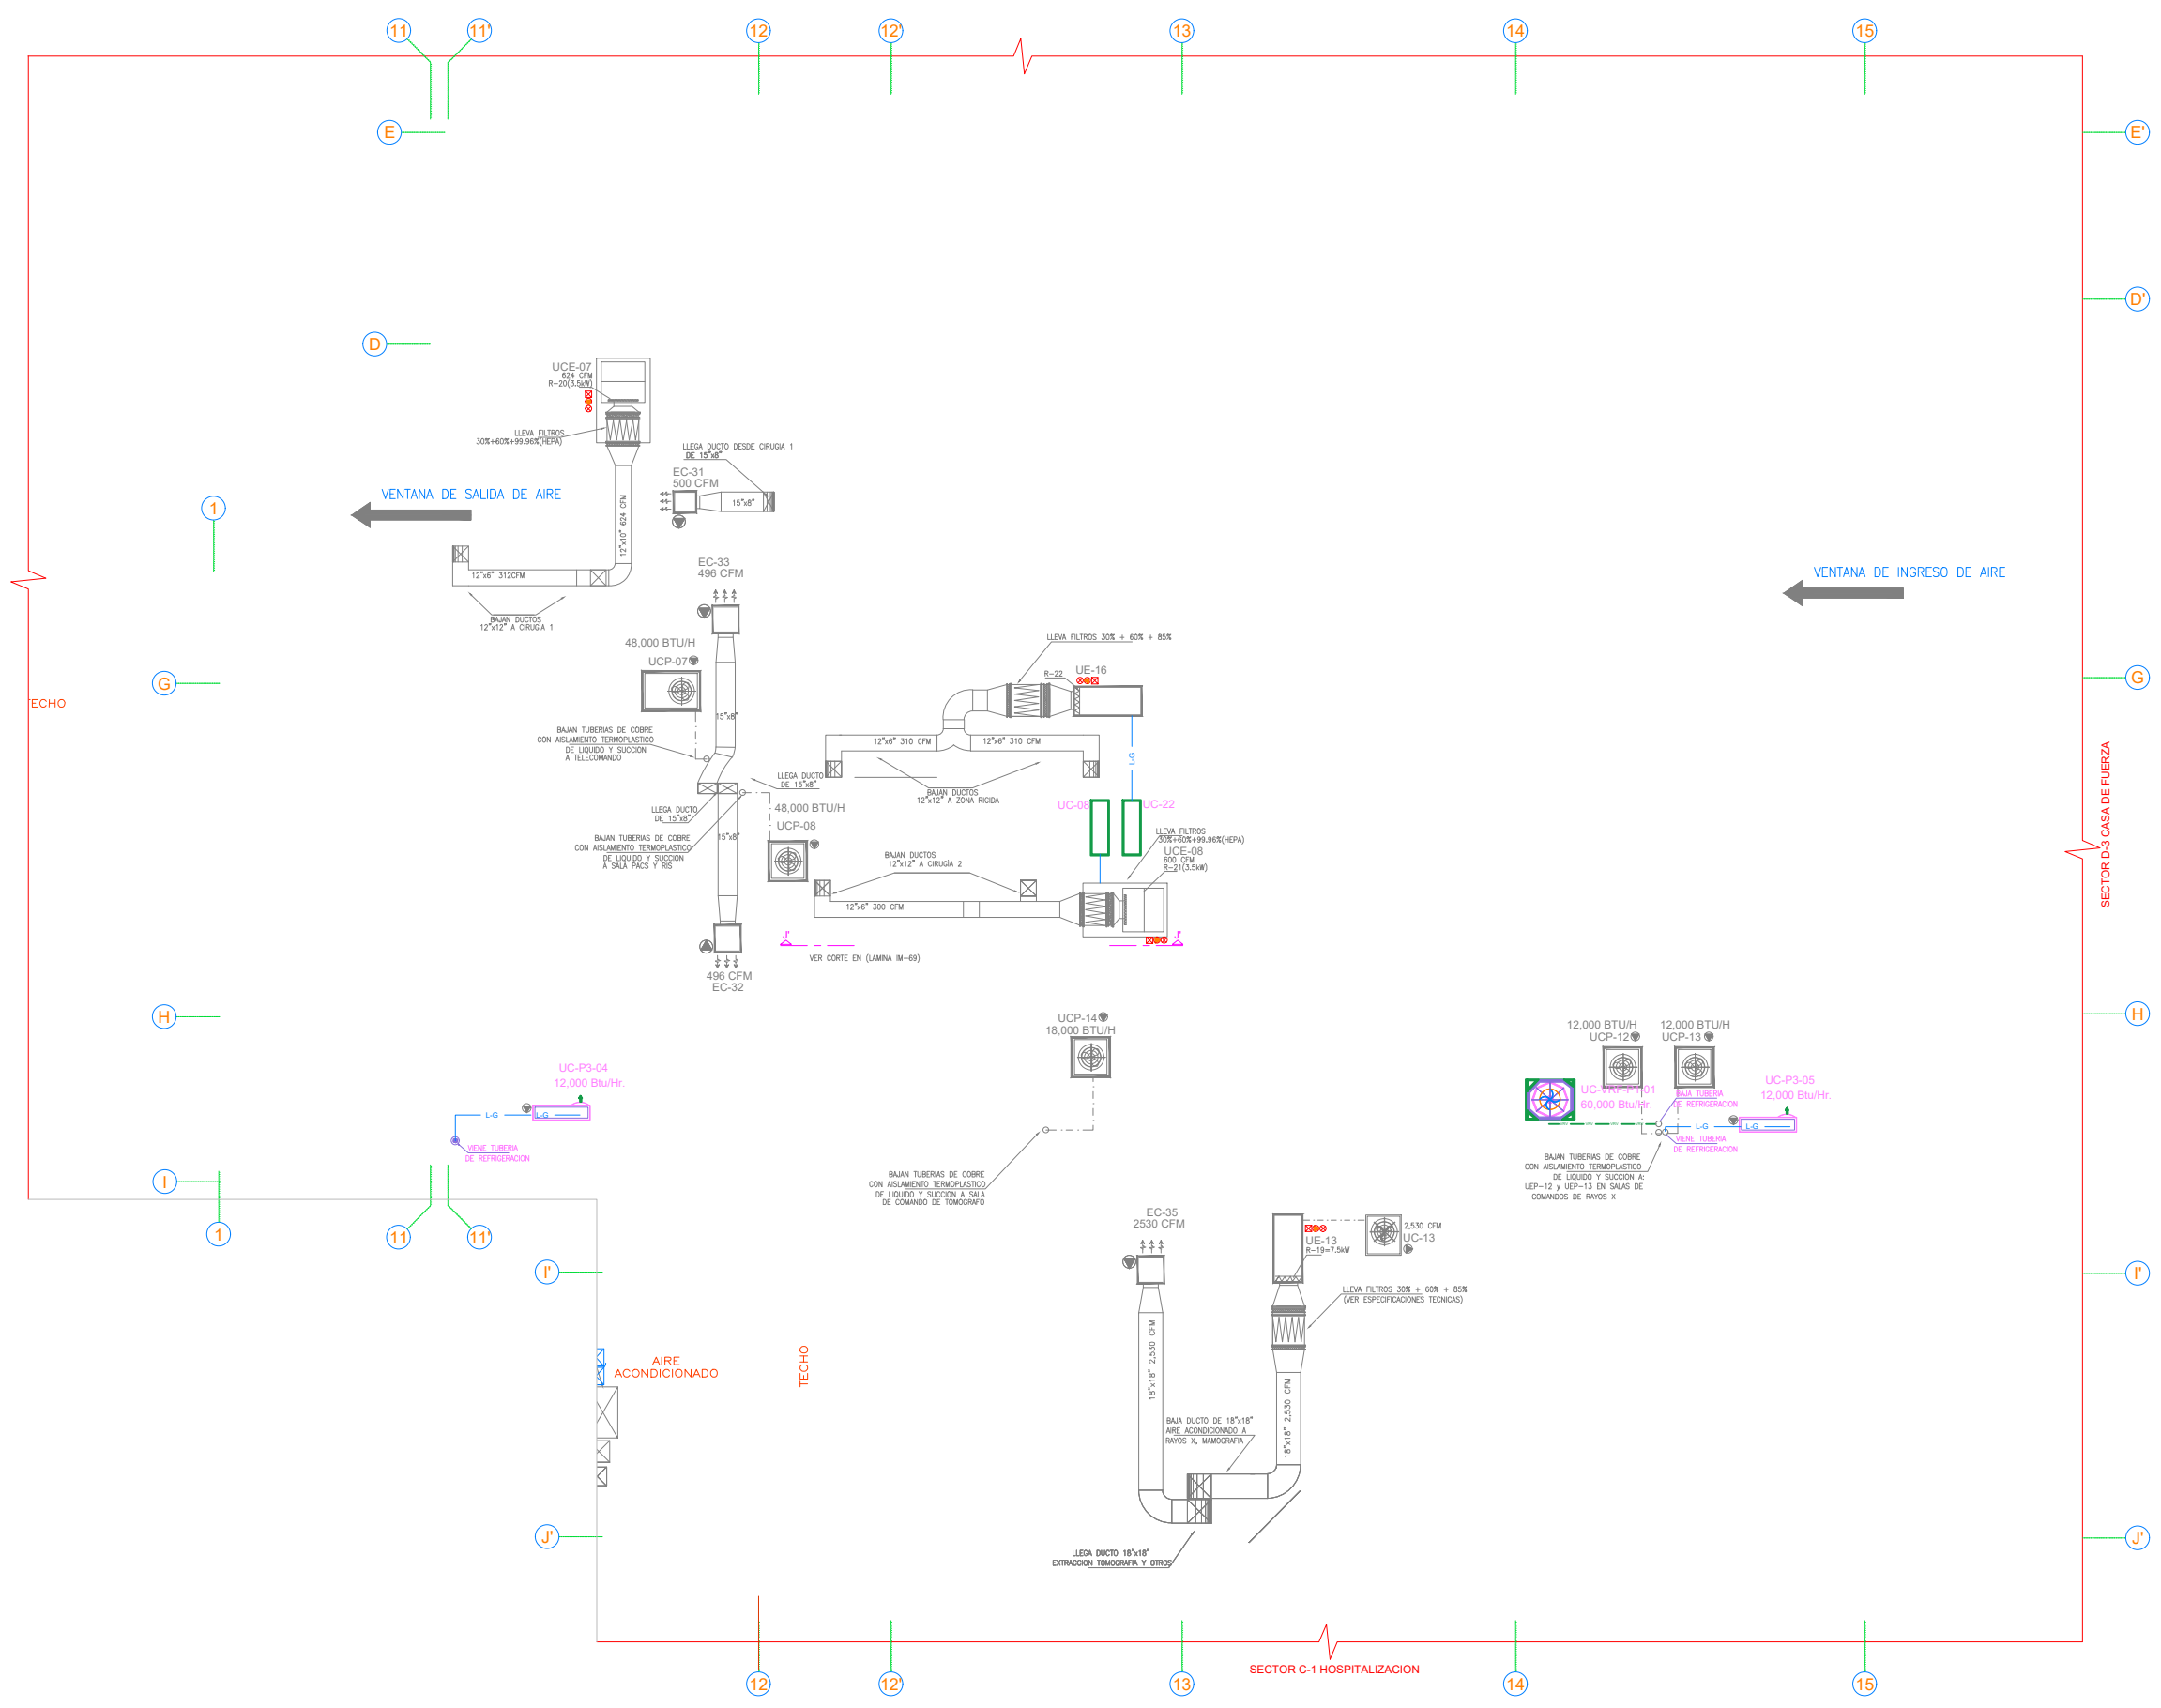 11
11'
12
12'
13
14
15
E
E'
D'
D
UCE-07
624 CFM
R-20(3.5kW)
LLEVA FILTROS
30%+60%+99.96%(HEPA)
LLEGA DUCTO DESDE CIRUGIA 1
DE 15"x8"
EC-31
500 CFM
15"x8"
VENTANA DE SALIDA DE AIRE
1
12"x10" 624 CFM
12"x6" 312CFM
BAJAN DUCTOS
12"x12" A CIRUGIA 1
EC-33
496 CFM
VENTANA DE INGRESO DE AIRE
48,000 BTU/H
UCP-07
LLEVA FILTROS 30% + 60% + 85%
R-22
UE-16
G
G
TECHO
15"x8"
BAJAN TUBERIAS DE COBRE
CON AISLAMIENTO TERMOPLASTICO
DE LIQUIDO Y SUCCION
A TELECOMANDO
12"x6" 310 CFM
12"x6" 310 CFM
L-G
LLEGA DUCTO
DE 15"x8"
BAJAN DUCTOS
12"x12" A ZONA RIGIDA
LLEGA DUCTO
DE 15"x8"
48,000 BTU/H
UCP-08
UC-08
UC-22
SECTOR D-3 CASA DE FUERZA
BAJAN TUBERIAS DE COBRE
CON AISLAMIENTO TERMOPLASTICO
DE LIQUIDO Y SUCCION
A SALA PACS Y RIS
15"x8"
BAJAN DUCTOS
12"x12" A CIRUGIA 2
LLEVA FILTROS
30%+60%+99.96%(HEPA)
UCE-08
600 CFM
R-21(3.5kW)
12"x6" 300 CFM
J'
J'
VER CORTE EN (LAMINA IM-69)
496 CFM
EC-32
H
H
UCP-14
18,000 BTU/H
12,000 BTU/H
UCP-12
12,000 BTU/H
UCP-13
UC-P3-04
12,000 Btu/Hr.
L-G
L-G
VIENE TUBERIA
DE REFRIGERACION
UC-VRF-P1-01
60,000 Btu/Hr.
BAJA TUBERIA
DE REFRIGERACION
UC-P3-05
12,000 Btu/Hr.
L-G
L-G
VIENE TUBERIA
DE REFRIGERACION
BAJAN TUBERIAS DE COBRE
CON AISLAMIENTO TERMOPLASTICO
DE LIQUIDO Y SUCCION A:
UEP-12 y UEP-13 EN SALAS DE
COMANDOS DE RAYOS X
BAJAN TUBERIAS DE COBRE
CON AISLAMIENTO TERMOPLASTICO
DE LIQUIDO Y SUCCION A SALA
DE COMANDO DE TOMOGRAFO
I
1
11
11'
EC-35
2530 CFM
UE-13
R-19=7.5kW
2,530 CFM
UC-13
I'
I'
LLEVA FILTROS 30% + 60% + 85%
(VER ESPECIFICACIONES TECNICAS)
18"x18" 2,530 CFM
18"x18" 2,530 CFM
AIRE
ACONDICIONADO
TECHO
BAJA DUCTO DE 18"x18"
AIRE ACONDICIONADO A
RAYOS X, MAMOGRAFIA
J'
J'
LLEGA DUCTO 18"x18"
EXTRACCION TOMOGRAFIA Y OTROS
SECTOR C-1 HOSPITALIZACION
12
12'
13
14
15